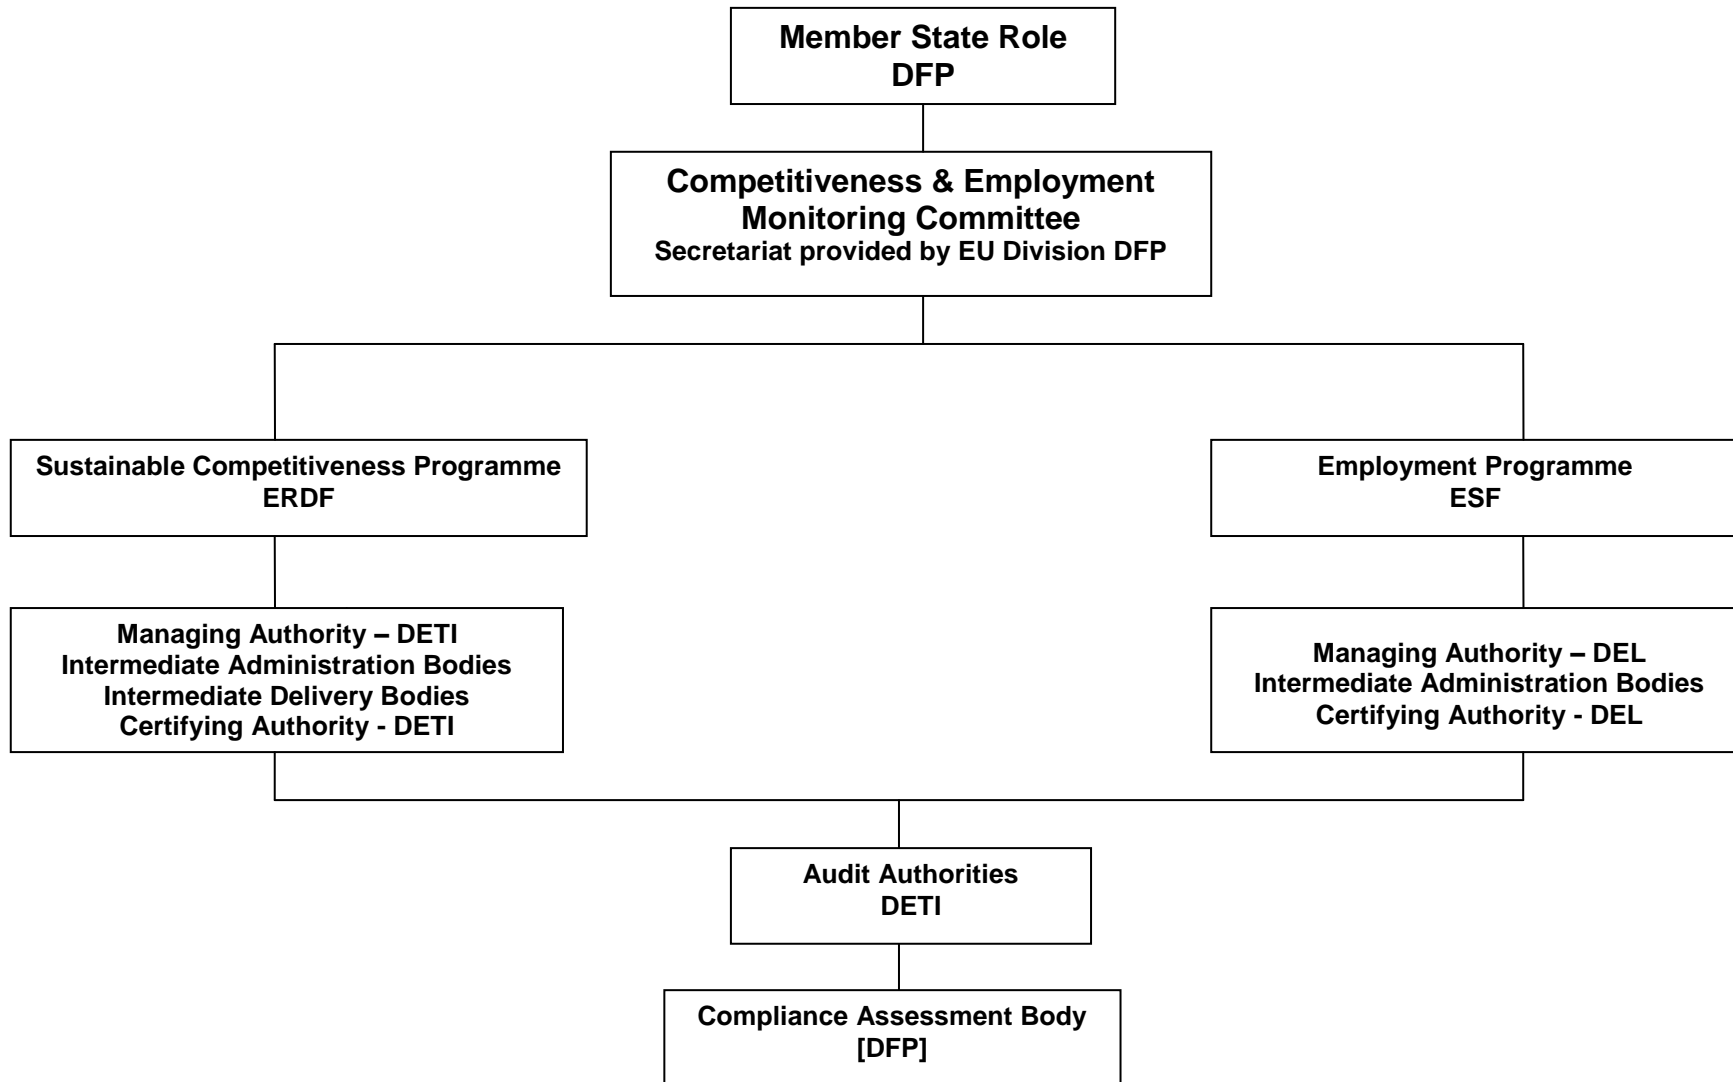 Member State Role
DFP
Competitiveness & Employment
Monitoring Committee
Secretariat provided by EU Division DFP
Sustainable Competitiveness Programme
ERDF
Employment Programme
ESF
Managing Authority – DETI
Intermediate Administration Bodies
Intermediate Delivery Bodies
Certifying Authority - DETI
Managing Authority – DEL
Intermediate Administration Bodies
Certifying Authority - DEL
Audit Authorities
DETI
Compliance Assessment Body
[DFP]